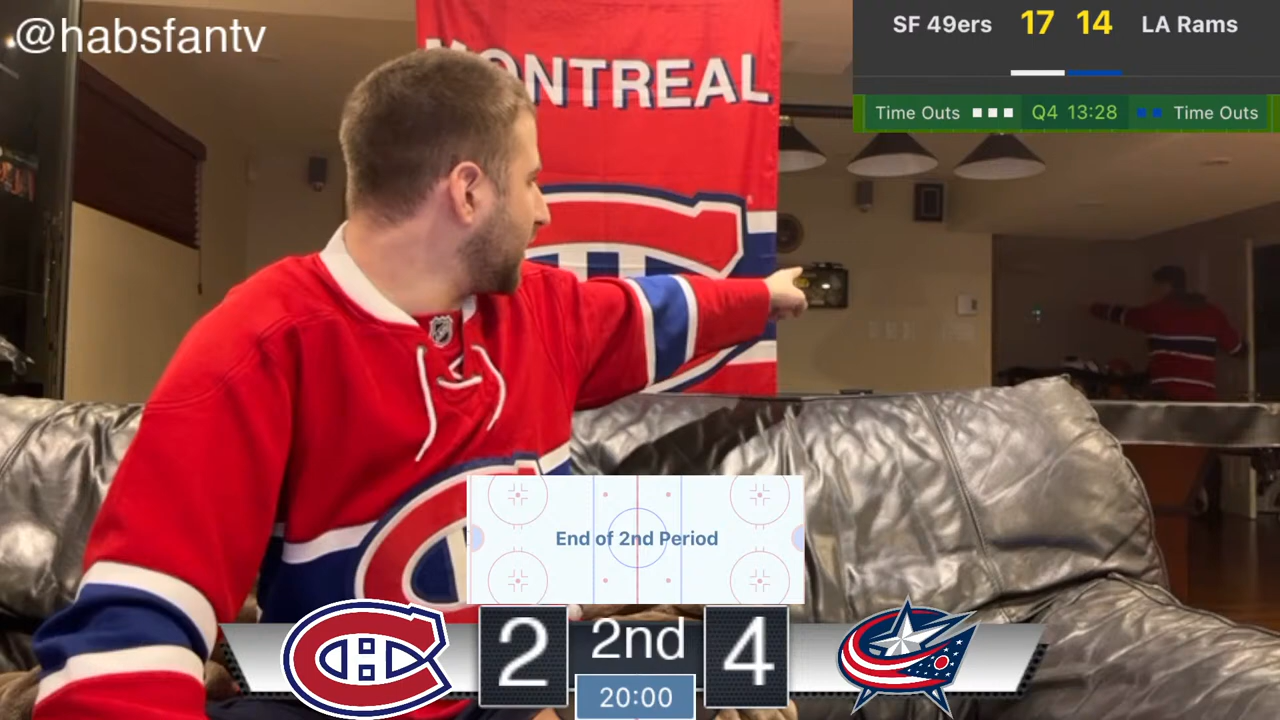 @habsfantv
SF 49ers 17 14 LA Rams
Time Outs Q4 13:28 Time Outs
MONTREAL
End of 2nd Period
2 2nd 4
20:00